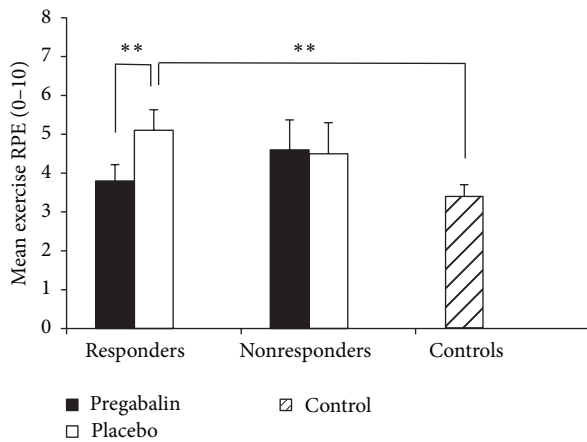 Mean exercise RPE (0–10)
8
7
6
5
4
3
2
1
0
**
**
Responders
Nonresponders
Controls
Pregabalin
Placebo
Control